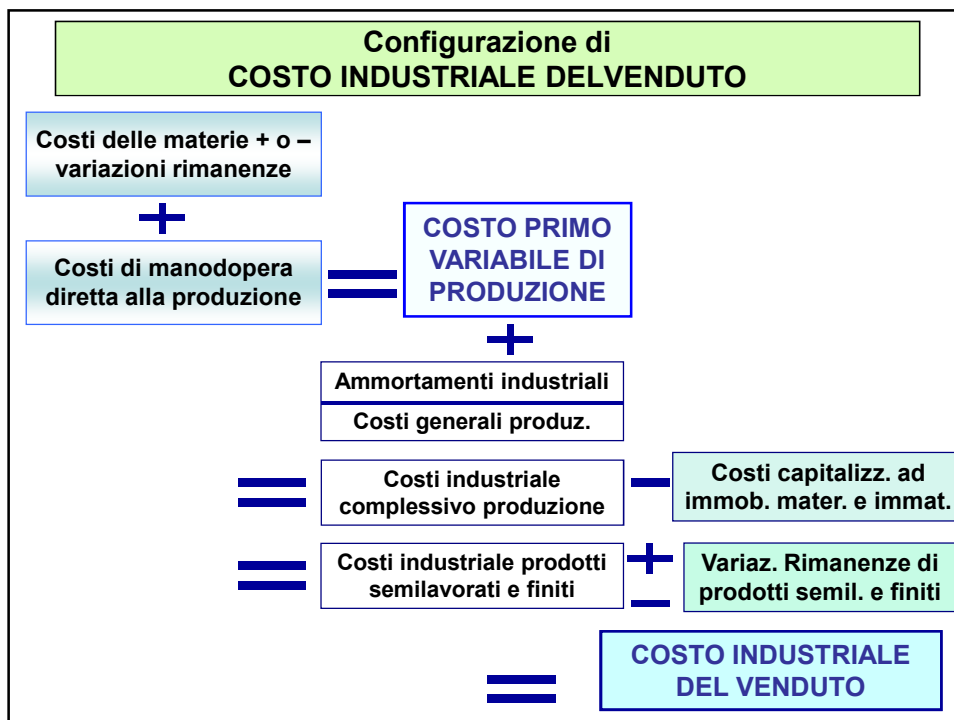 Configurazione di
COSTO INDUSTRIALE DELVENDUTO
Costi delle materie + o –
variazioni rimanenze
+
Costi di manodopera
diretta alla produzione
=
COSTO PRIMO
VARIABILE DI
PRODUZIONE
+
Ammortamenti industriali
Costi generali produz.
=
Costi industriale
complessivo produzione
–
Costi capitalizz. ad
immob. mater. e immat.
=
Costi industriale prodotti
semilavorati e finiti
+
–
Variaz. Rimanenze di
prodotti semil. e finiti
=
COSTO INDUSTRIALE
DEL VENDUTO